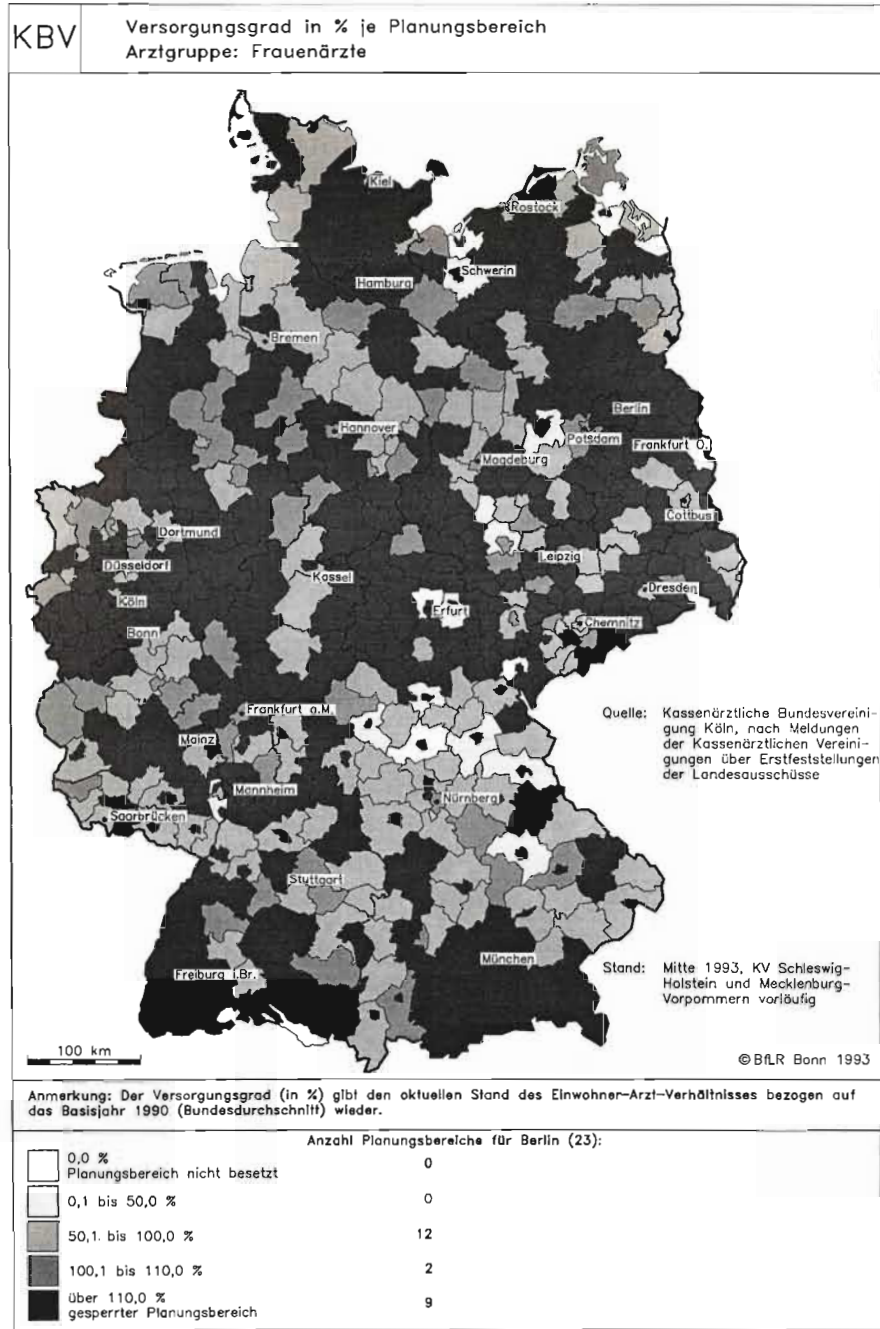 KBV
Versorgungsgrad in % je Planungsbereich
Arztgruppe: Frauenärzte
Kiel
Rostock
Schwerin
Hamburg
Bremen
Berlin
Hannover
Potsdam
Frankfurt O.
Magdeburg
Cottbus
Dortmund
Leipzig
Düsseldorf
Kassel
Dresden
Köln
Erfurt
Chemnitz
Bonn
Frankfurt a.M.
Mainz
Mannheim
Nürnberg
Saarbrücken
Stuttgart
München
Freiburg i.Br.
Quelle: Kassenärztliche Bundesvereini-
gung Köln, nach Meldungen
der Kassenärztlichen Vereini-
gungen über Erstfeststellungen
der Landesausschüsse
Stand: Mitte 1993, KV Schleswig-
Holstein und Mecklenburg-
Vorpommern vorläufig
100 km
©BfLR Bonn 1993
Anmerkung: Der Versorgungsgrad (in %) gibt den aktuellen Stand des Einwohner-Arzt-Verhältnisses bezogen auf
das Basisjahr 1990 (Bundesdurchschnitt) wieder.
Anzahl Planungsbereiche für Berlin (23):
0,0 %
Planungsbereich nicht besetzt 0
0,1 bis 50,0 % 0
50,1 bis 100,0 % 12
100,1 bis 110,0 % 2
über 110,0 %
gesperrter Planungsbereich 9